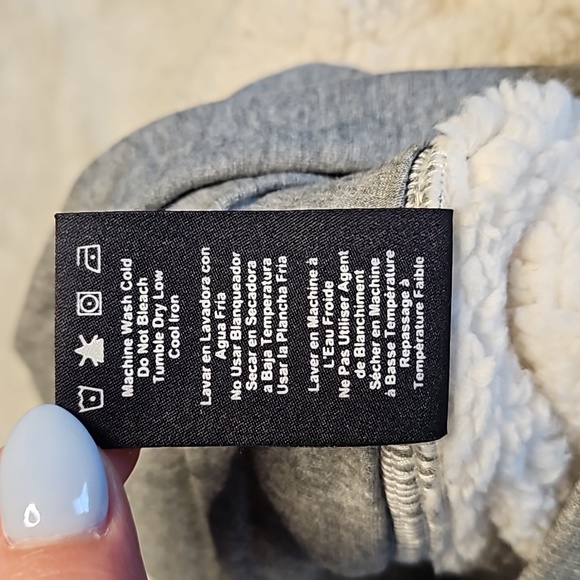 Machine Wash Cold
Do Not Bleach
Tumble Dry Low
Cool Iron
Lavar en Lavadora con
Agua Fria
No Usar Blanqueador
Secar en Secadora
a Baja Temperatura
Usar la Plancha Fria
Laver en Machine à
L'Eau Froide
Ne Pas Utiliser Agent
de Blanchiment
Sécher en Machine
à Basse Température
Repassage à
Température Faible